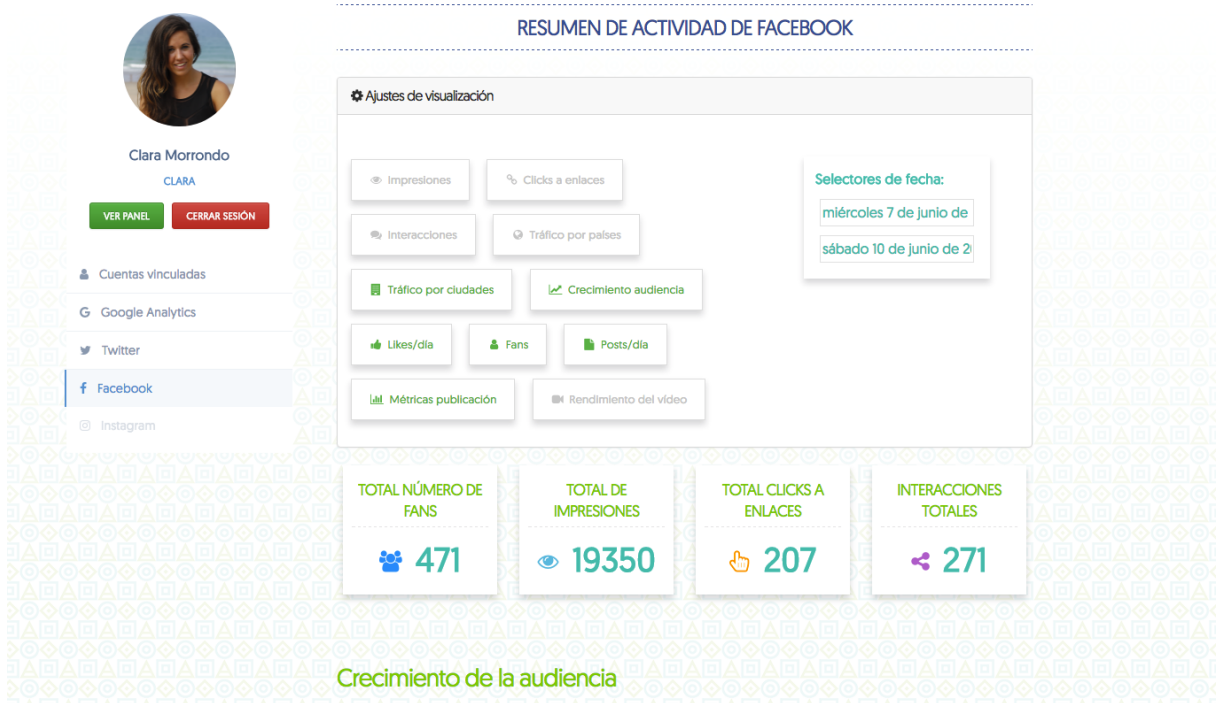 RESUMEN DE ACTIVIDAD DE FACEBOOK
Clara Morrondo
CLARA
VER PANEL
CERRAR SESIÓN
Cuentas vinculadas
Google Analytics
Twitter
Facebook
Instagram
Ajustes de visualización
Impresiones
Clicks a enlaces
Interacciones
Tráfico por países
Tráfico por ciudades
Crecimiento audiencia
Likes/día
Fans
Posts/día
Métricas publicación
Rendimiento del vídeo
Selectores de fecha:
miércoles 7 de junio de
sábado 10 de junio de 2
TOTAL NÚMERO DE
FANS
471
TOTAL DE
IMPRESIONES
19350
TOTAL CLICKS A
ENLACES
207
INTERACCIONES
TOTALES
271
Crecimiento de la audiencia